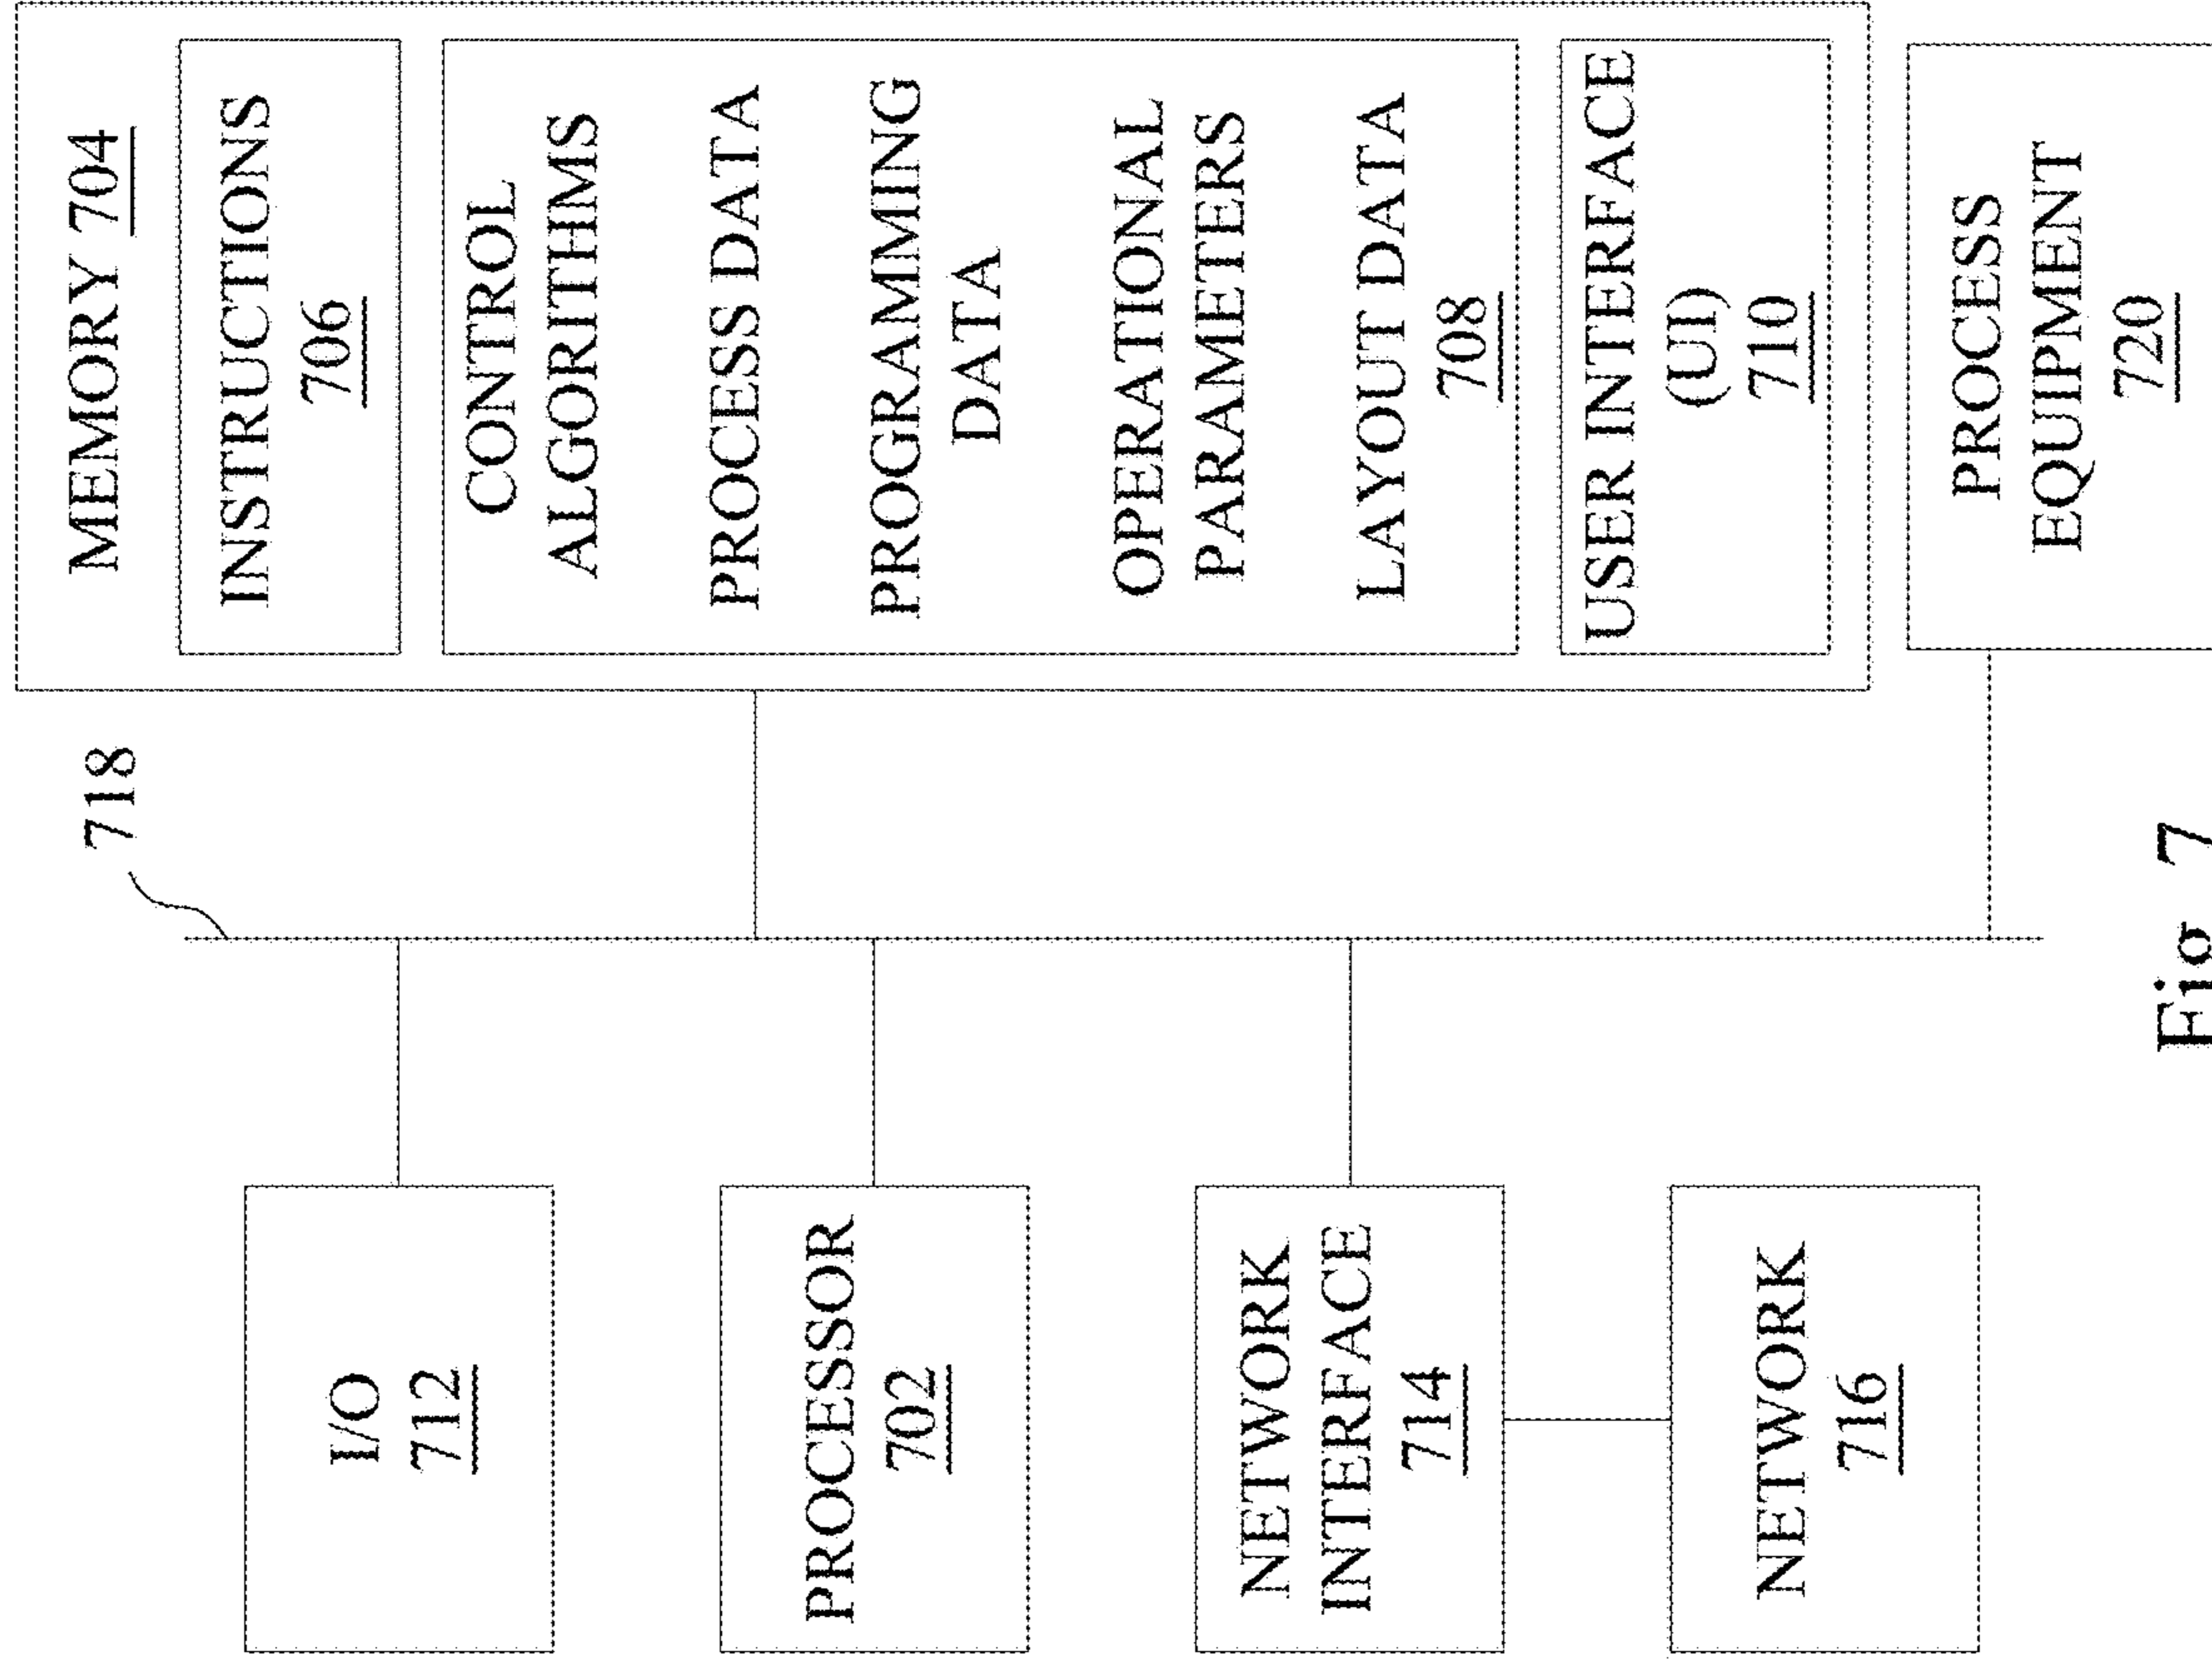 I/O
712
PROCESSOR
702
NETWORK
INTERFACE
714
NETWORK
716
718
MEMORY 704
INSTRUCTIONS
706
CONTROL
ALGORITHMS
PROCESS DATA
PROGRAMMING
DATA
OPERATIONAL
PARAMETERS
LAYOUT DATA
708
USER INTERFACE
(UI)
710
PROCESS
EQUIPMENT
720
Fig. 7